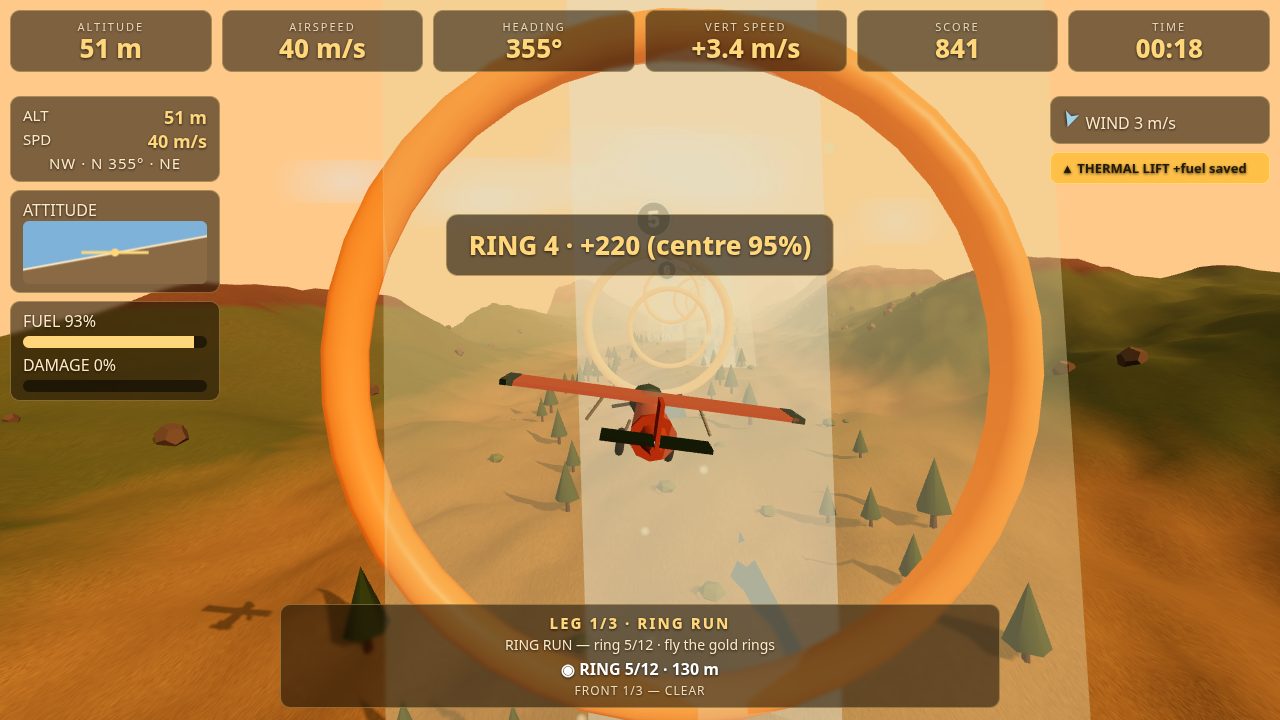 ALTITUDE
51 m
AIRSPEED
40 m/s
HEADING
355°
VERT SPEED
+3.4 m/s
SCORE
841
TIME
00:18
ALT 51 m
SPD 40 m/s
NW · N 355° · NE
ATTITUDE
FUEL 93%
DAMAGE 0%
WIND 3 m/s
▲ THERMAL LIFT +fuel saved
5
RING 4 · +220 (centre 95%)
LEG 1/3 · RING RUN
RING RUN — ring 5/12 · fly the gold rings
◉ RING 5/12 · 130 m
FRONT 1/3 — CLEAR